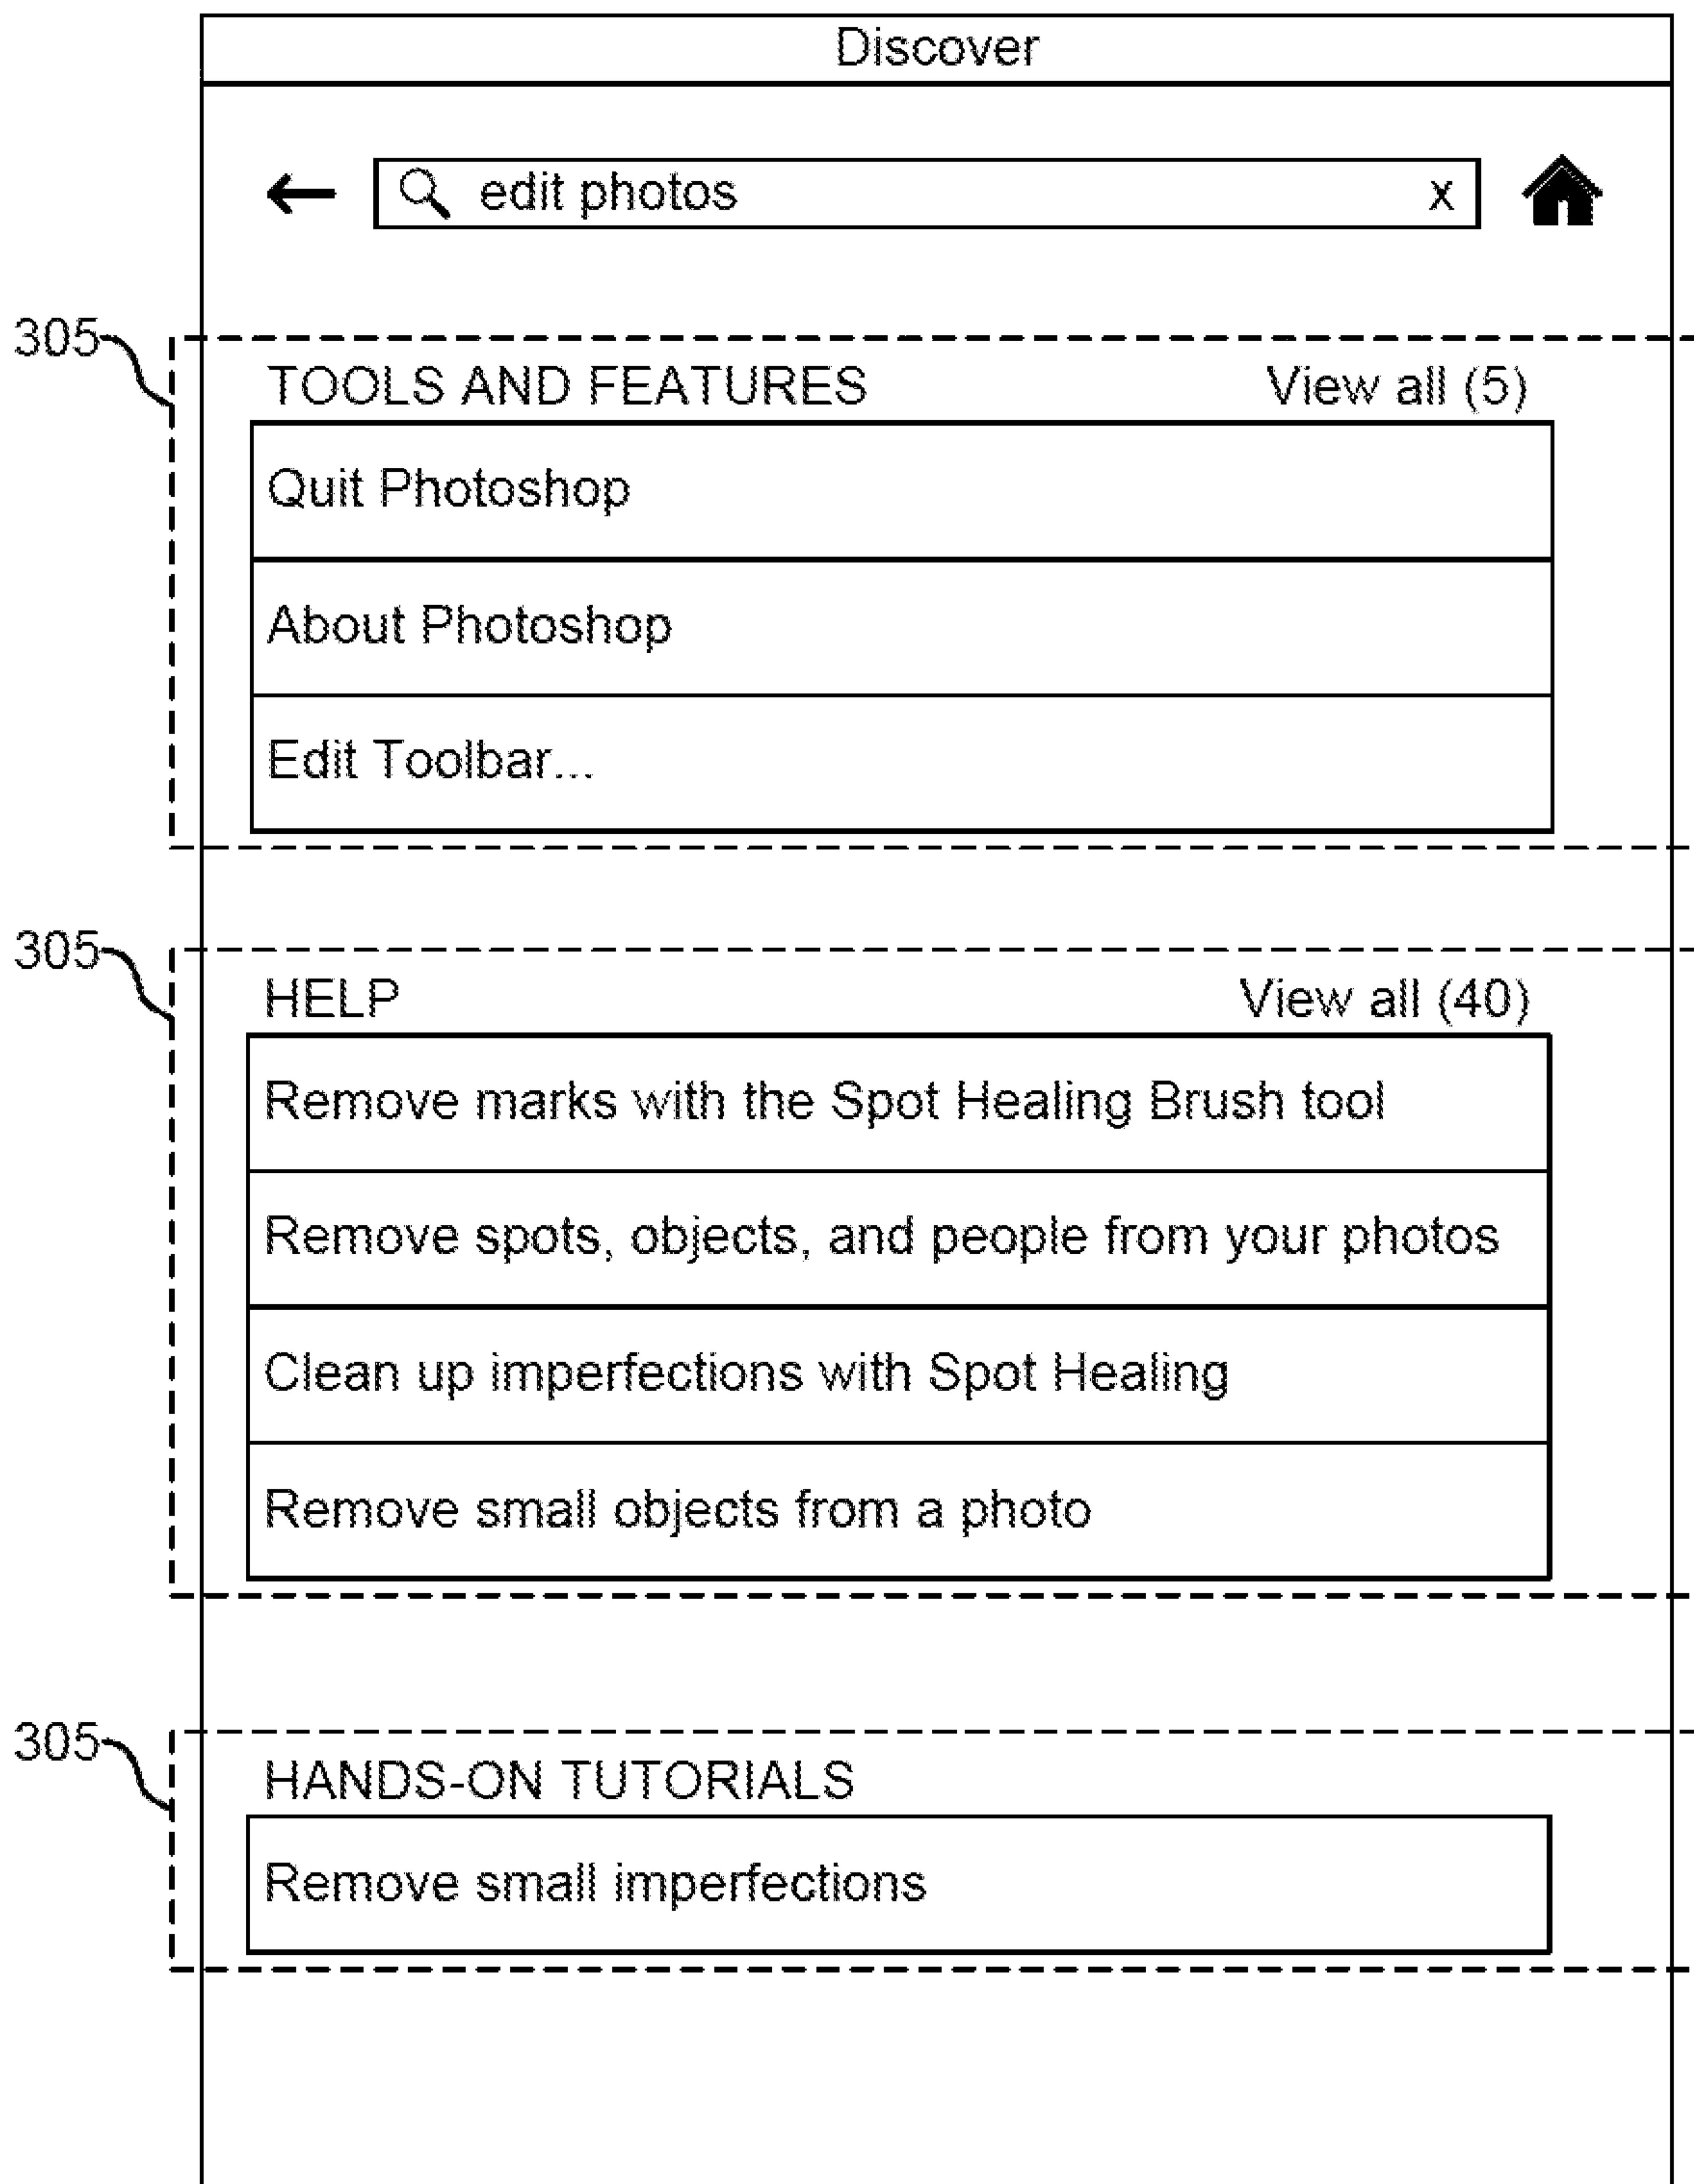 Discover
edit photos x
305
TOOLS AND FEATURES View all (5)
Quit Photoshop
About Photoshop
Edit Toolbar...
305
HELP View all (40)
Remove marks with the Spot Healing Brush tool
Remove spots, objects, and people from your photos
Clean up imperfections with Spot Healing
Remove small objects from a photo
305
HANDS-ON TUTORIALS
Remove small imperfections